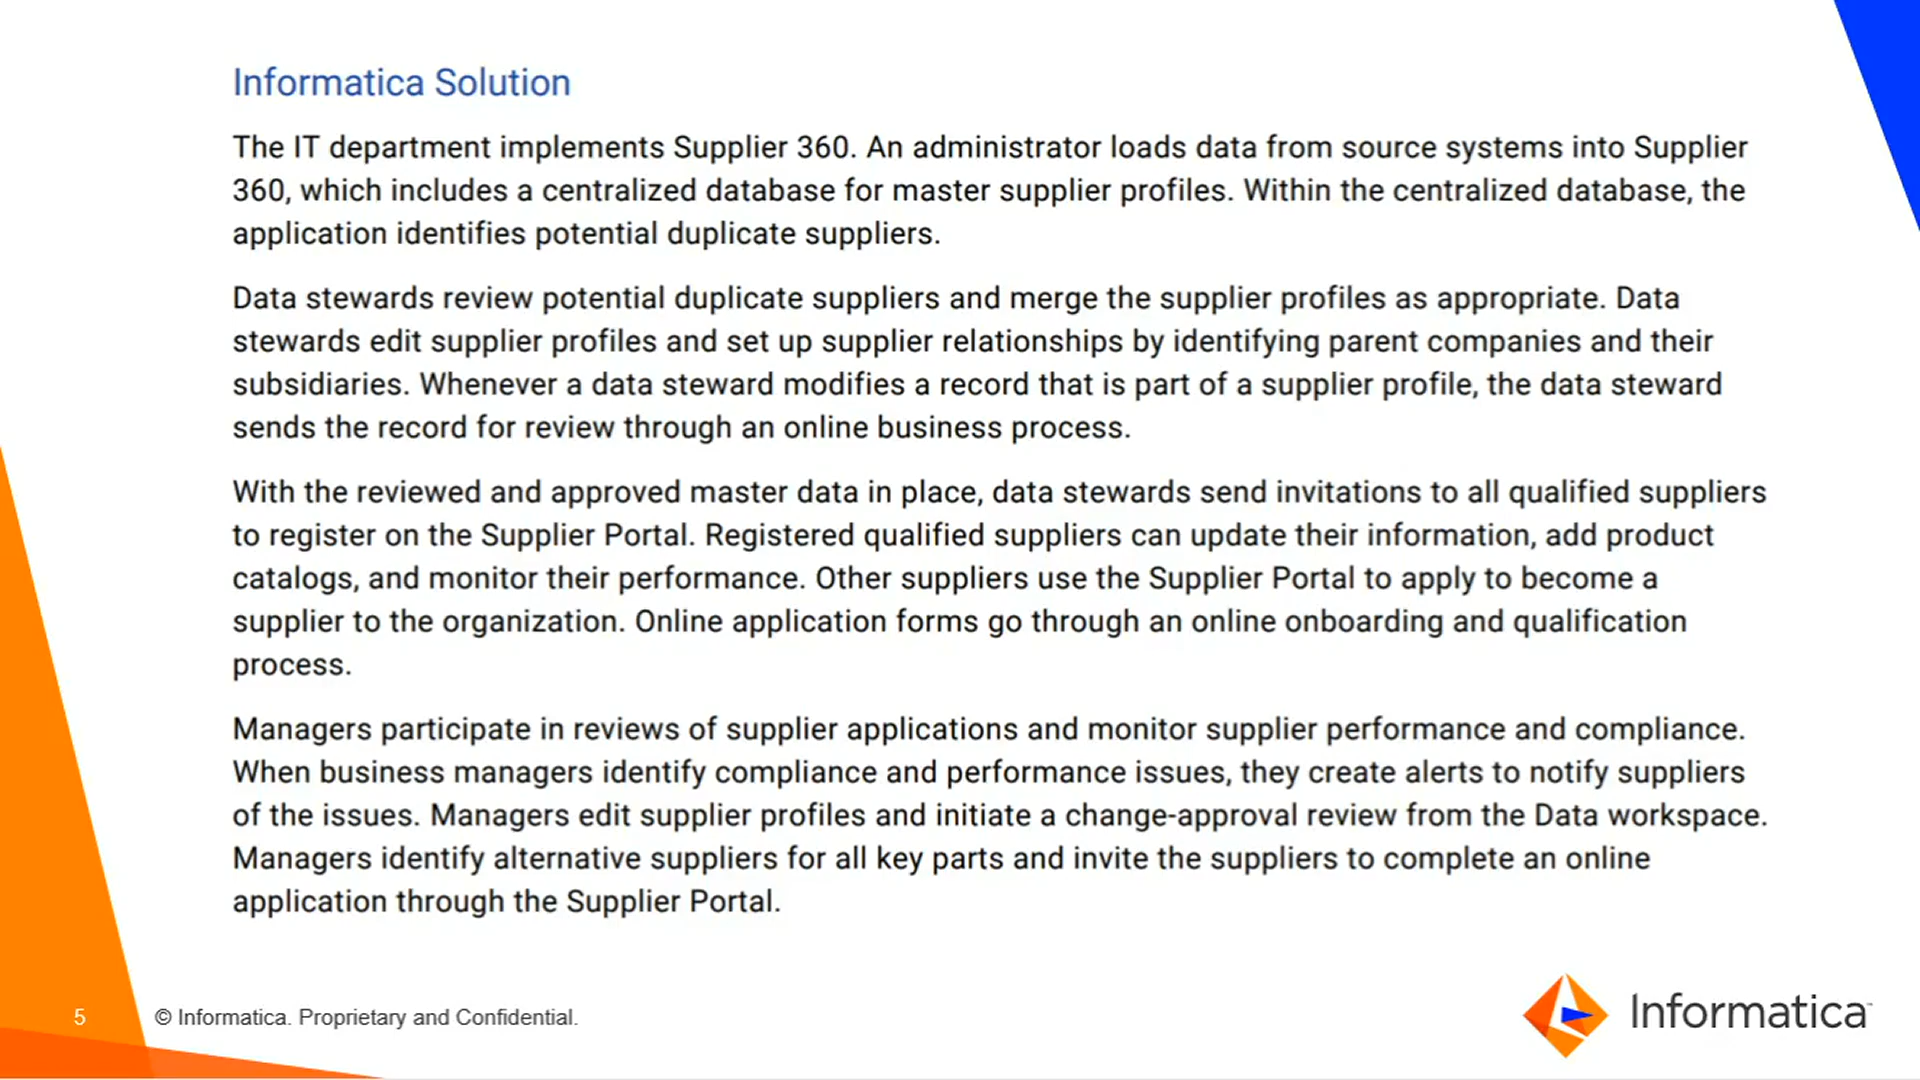 Informatica Solution
The IT department implements Supplier 360. An administrator loads data from source systems into Supplier
360, which includes a centralized database for master supplier profiles. Within the centralized database, the
application identifies potential duplicate suppliers.
Data stewards review potential duplicate suppliers and merge the supplier profiles as appropriate. Data
stewards edit supplier profiles and set up supplier relationships by identifying parent companies and their
subsidiaries. Whenever a data steward modifies a record that is part of a supplier profile, the data steward
sends the record for review through an online business process.
With the reviewed and approved master data in place, data stewards send invitations to all qualified suppliers
to register on the Supplier Portal. Registered qualified suppliers can update their information, add product
catalogs, and monitor their performance. Other suppliers use the Supplier Portal to apply to become a
supplier to the organization. Online application forms go through an online onboarding and qualification
process.
Managers participate in reviews of supplier applications and monitor supplier performance and compliance.
When business managers identify compliance and performance issues, they create alerts to notify suppliers
of the issues. Managers edit supplier profiles and initiate a change-approval review from the Data workspace.
Managers identify alternative suppliers for all key parts and invite the suppliers to complete an online
application through the Supplier Portal.
5
© Informatica. Proprietary and Confidential.
Informatica™